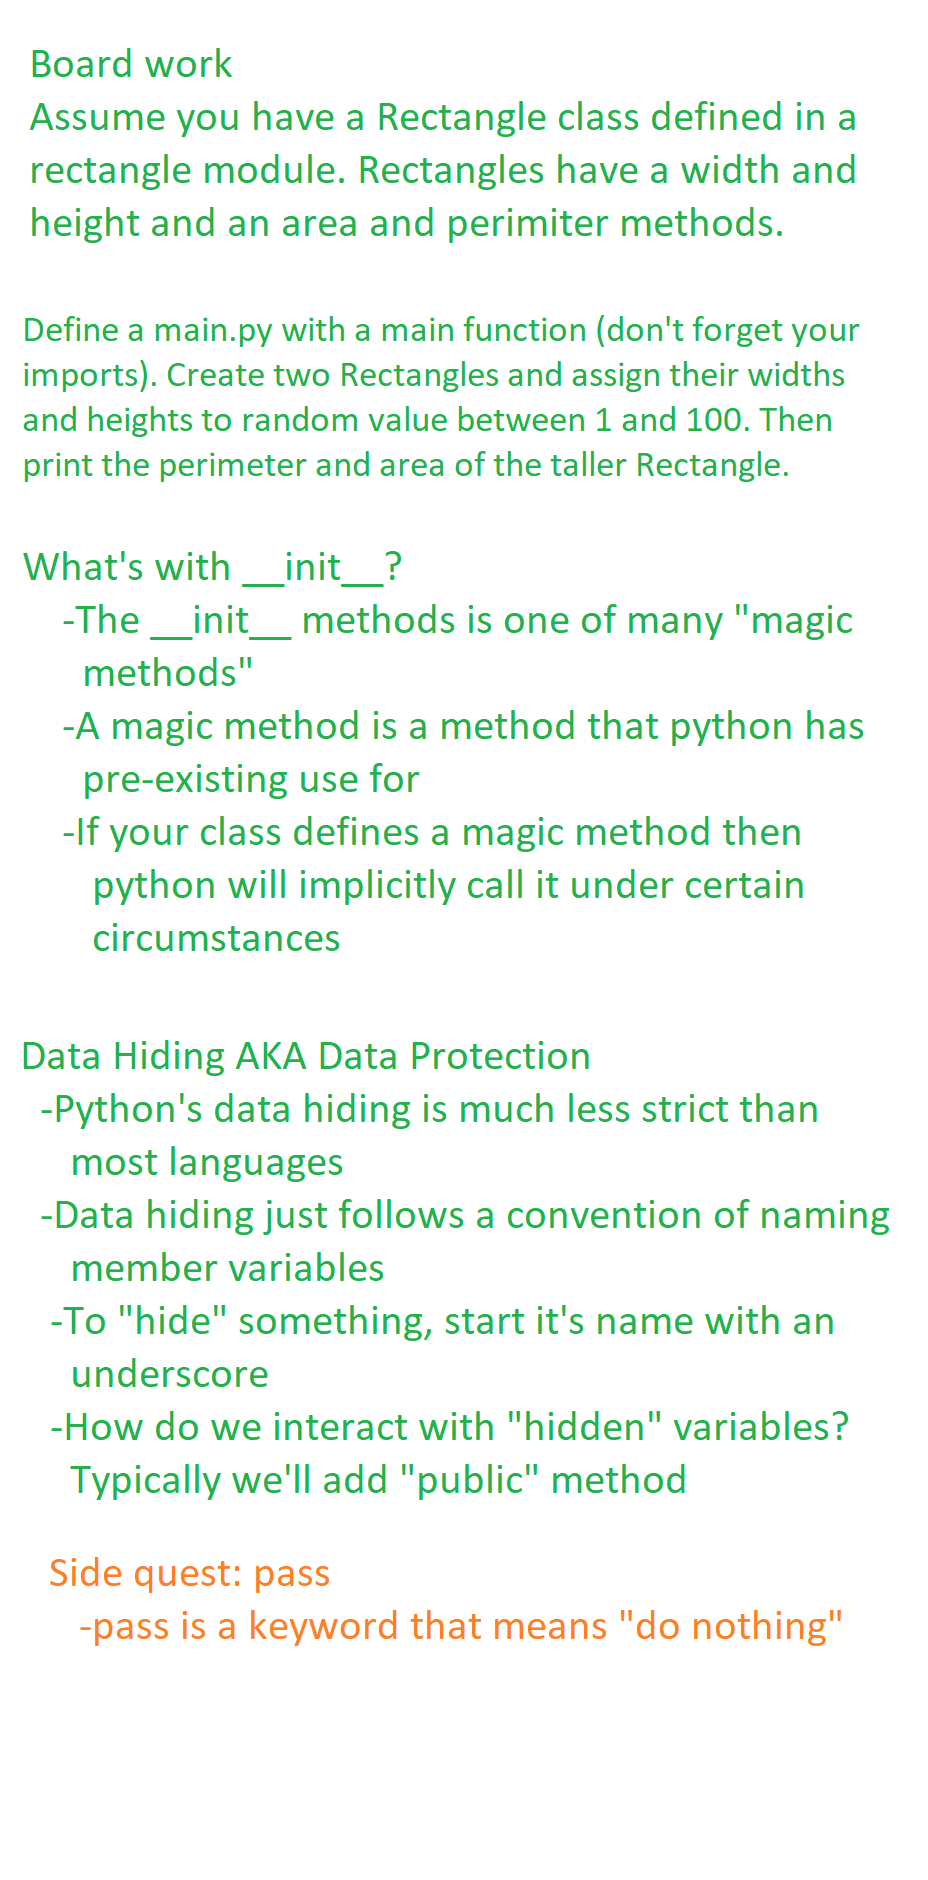 Board work
Assume you have a Rectangle class defined in a
rectangle module. Rectangles have a width and
height and an area and perimiter methods.
Define a main.py with a main function (don't forget your
imports). Create two Rectangles and assign their widths
and heights to random value between 1 and 100. Then
print the perimeter and area of the taller Rectangle.
What's with __init__?
-The __init__ methods is one of many "magic
methods"
-A magic method is a method that python has
pre-existing use for
-If your class defines a magic method then
python will implicitly call it under certain
circumstances
Data Hiding AKA Data Protection
-Python's data hiding is much less strict than
most languages
-Data hiding just follows a convention of naming
member variables
-To "hide" something, start it's name with an
underscore
-How do we interact with "hidden" variables?
Typically we'll add "public" method
Side quest: pass
-pass is a keyword that means "do nothing"